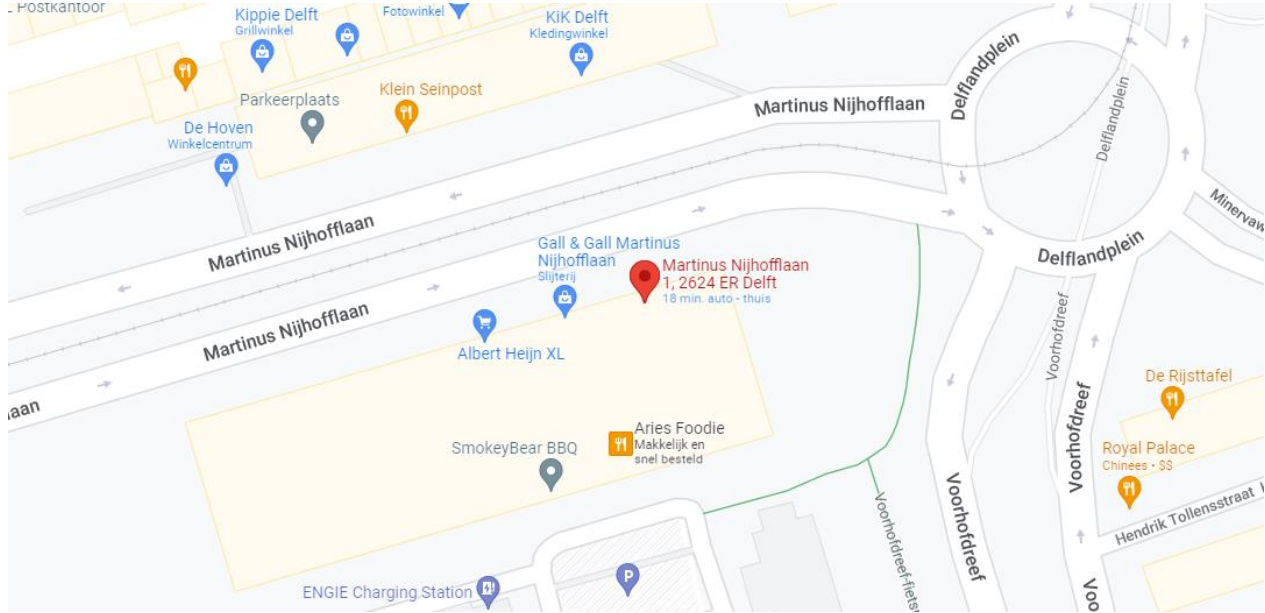 Postkantoor
Kippie Delft
Grillwinkel
Fotowinkel
KiK Delft
Kledingwinkel
Delflandplein
Parkeerplaats
Klein Seinpost
Martinus Nijhofflaan
De Hoven
Winkelcentrum
Delflandplein
Martinus Nijhofflaan
Gall & Gall Martinus
Nijhofflaan
Slijterij
Martinus Nijhofflaan
1, 2624 ER Delft
18 min. auto - thuis
Delflandplein
Minervaw
Martinus Nijhofflaan
Albert Heijn XL
Voorhofdreef
De Rijsttafel
aan
Aries Foodie
Makkelijk en
snel besteld
SmokeyBear BBQ
Voorhofdreef
Royal Palace
Chinees • $$
Voorhofdreef
Voorhofdreef-fiets
Hendrik Tollensstraat
P
ENGIE Charging Station
Voo